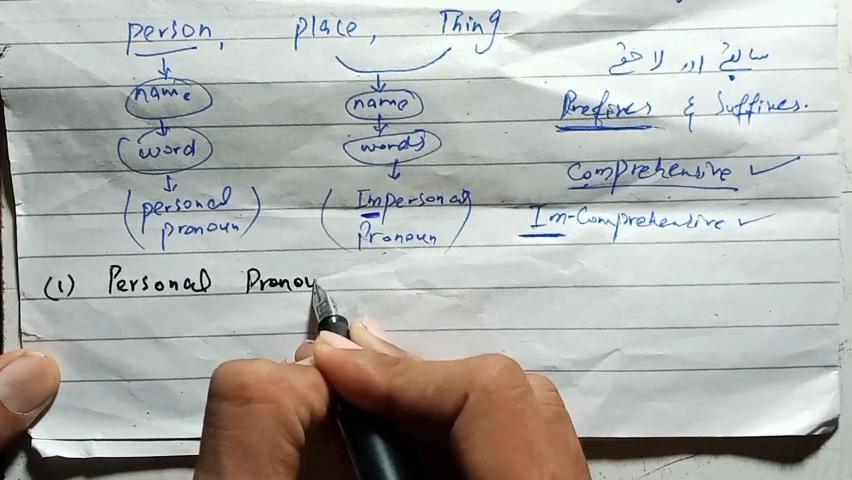 person, place, Thing
name name
word words
(personal pronoun) (Impersonal Pronoun)
سابقے اور لاحقے
Prefixes & Suffixes.
Comprehensive ✓
Im-Comprehensive ✓
(1) Personal Pronou